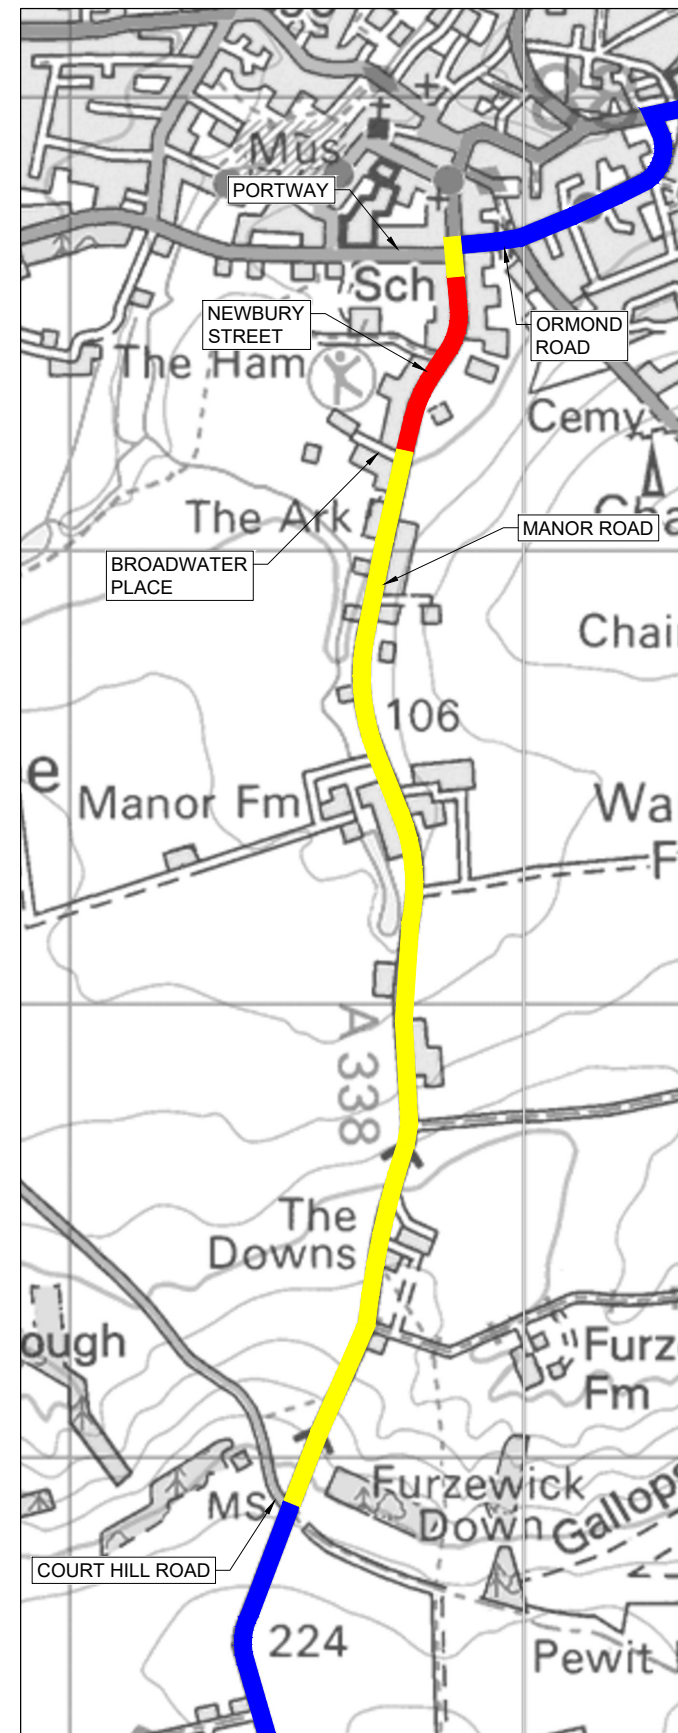 Mus
PORTWAY
Sch
NEWBURY
STREET
ORMOND
ROAD
The Ham
Cemy
The Ark
MANOR ROAD
BROADWATER
PLACE
Chai
106
e
Manor Fm
Wa
F
A 338
The
Downs
ough
Furz
Fm
Furzewick
Down
Gallops
MS
COURT HILL ROAD
224
Pewit